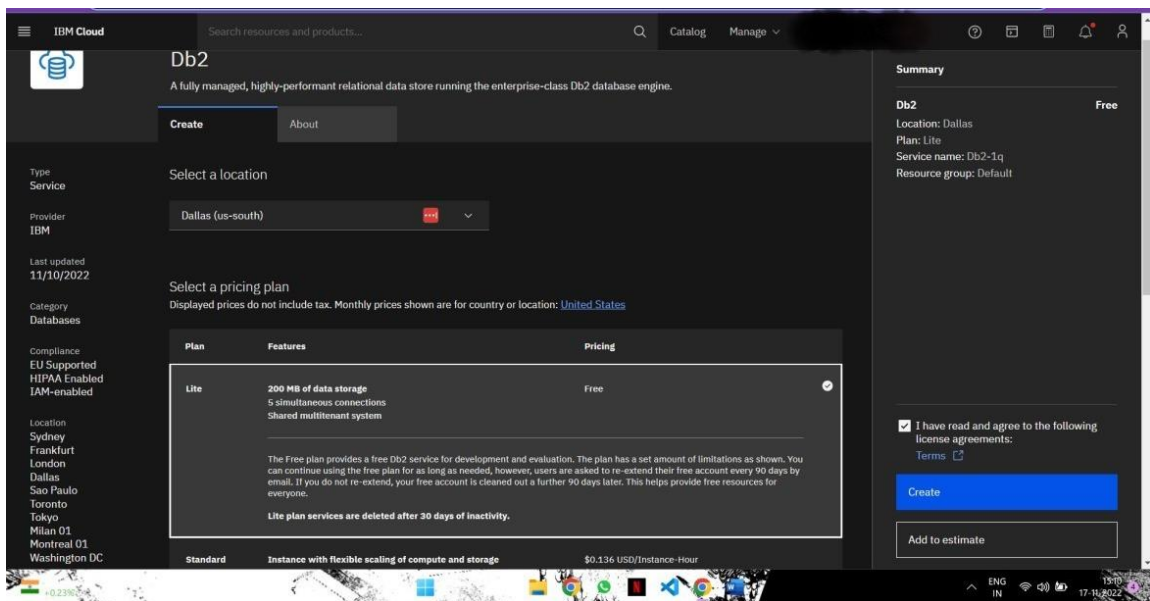 IBM Cloud
Search resources and products...
Catalog
Manage
Db2
A fully managed, highly-performant relational data store running the enterprise-class Db2 database engine.
Create
About
Type
Service
Provider
IBM
Last updated
11/10/2022
Category
Databases
Compliance
EU Supported
HIPAA Enabled
IAM-enabled
Location
Sydney
Frankfurt
London
Dallas
Sao Paulo
Toronto
Tokyo
Milan 01
Montreal 01
Washington DC
Select a location
Dallas (us-south)
Select a pricing plan
Displayed prices do not include tax. Monthly prices shown are for country or location: United States
Plan Features Pricing
Lite 200 MB of data storage Free
5 simultaneous connections
Shared multitenant system
The Free plan provides a free Db2 service for development and evaluation. The plan has a set amount of limitations as shown. You
can continue using the free plan for as long as needed, however, users are asked to re-extend their free account every 90 days by
email. If you do not re-extend, your free account is cleaned out a further 90 days later. This helps provide free resources for
everyone.
Lite plan services are deleted after 30 days of inactivity.
Standard Instance with flexible scaling of compute and storage $0.136 USD/Instance-Hour
Summary
Db2 Free
Location: Dallas
Plan: Lite
Service name: Db2-1q
Resource group: Default
I have read and agree to the following
license agreements:
Terms
Create
Add to estimate
ENG
IN
15:10
17-11-2022